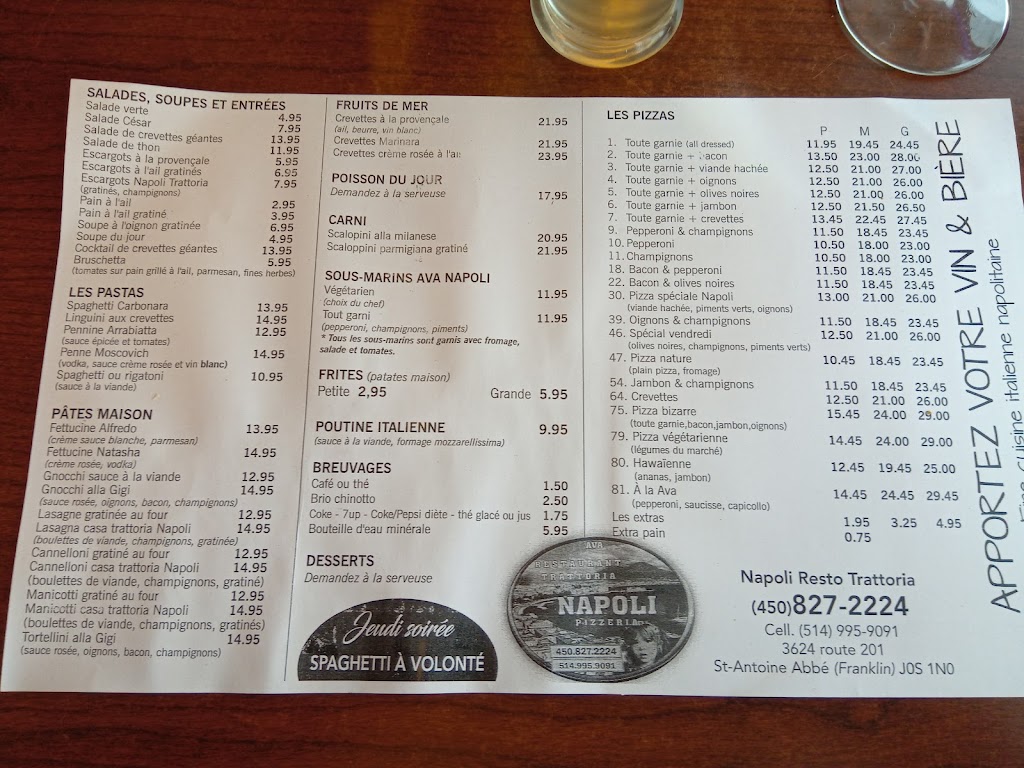 SALADES, SOUPES ET ENTRÉES
Salade verte 4.95
Salade César 7.95
Salade de crevettes géantes 13.95
Salade de thon 11.95
Escargots à la provençale 5.95
Escargots à l'ail gratinés 6.95
Escargots Napoli Trattoria 7.95
(gratinés, champignons)
Pain à l'ail 2.95
Pain à l'ail gratiné 3.95
Soupe à l'oignon gratinée 6.95
Soupe du jour 4.95
Cocktail de crevettes géantes 13.95
Bruschetta 5.95
(tomates sur pain grillé à l'ail, parmesan, fines herbes)
LES PASTAS
Spaghetti Carbonara 13.95
Linguini aux crevettes 14.95
Pennine Arrabiatta 12.95
(sauce épicée et tomates)
Penne Moscovich 14.95
(vodka, sauce crème rosée et vin blanc)
Spaghetti ou rigatoni 10.95
(sauce à la viande)
PÂTES MAISON
Fettucine Alfredo 13.95
(crème sauce blanche, parmesan)
Fettucine Natasha 14.95
(crème rosée, vodka)
Gnocchi sauce à la viande 12.95
Gnocchi alla Gigi 14.95
(sauce rosée, oignons, bacon, champignons)
Lasagne gratinée au four 12.95
Lasagna casa trattoria Napoli 14.95
(boulettes de viande, champignons, gratinée)
Cannelloni gratiné au four 12.95
Cannelloni casa trattoria Napoli 14.95
(boulettes de viande, champignons, gratiné)
Manicotti gratiné au four 12.95
Manicotti casa trattoria Napoli 14.95
(boulettes de viande, champignons, gratinés)
Tortellini alla Gigi 14.95
(sauce rosée, oignons, bacon, champignons)
FRUITS DE MER
Crevettes à la provençale 21.95
(ail, beurre, vin blanc)
Crevettes Marinara 21.95
Crevettes crème rosée à l'ail 23.95
POISSON DU JOUR
Demandez à la serveuse 17,95
CARNI
Scalopini alla milanese 20.95
Scaloppini parmigiana gratiné 21.95
SOUS-MARINS AVA NAPOLI
Végétarien 11.95
(choix du chef)
Tout garni 11.95
(pepperoni, champignons, piments)
* Tous les sous-marins sont garnis avec fromage,
salade et tomates.
FRITES (patates maison)
Petite 2,95 Grande 5.95
POUTINE ITALIENNE 9.95
(sauce à la viande, formage mozzarellissima)
BREUVAGES
Café ou thé 1.50
Brio chinotto 2.50
Coke - 7up - Coke/Pepsi diète - thé glacé ou jus 1.75
Bouteille d'eau minérale 5.95
DESSERTS
Demandez à la serveuse
Jeudi soirée
SPAGHETTI À VOLONTÉ
AVA
RESTAURANT
TRATTORIA
NAPOLI
PIZZERIA
450.827.2224
514.995.9091
LES PIZZAS
P M G
1. Toute garnie (all dressed) 11.95 19.45 24.45
2. Toute garnie + bacon 13.50 23.00 28.00
3. Toute garnie + viande hachée 12.50 21.00 27.00
4. Toute garnie + oignons 12.50 21.00 26.00
5. Toute garnie + olives noires 12.50 21.00 26.00
6. Toute garnie + jambon 12.50 21.50 26.50
7. Toute garnie + crevettes 13.45 22.45 27.45
9. Pepperoni & champignons 11.50 18.45 23.45
10. Pepperoni 10.50 18.00 23.00
11. Champignons 10.50 18.00 23.00
18. Bacon & pepperoni 11.50 18.45 23.45
22. Bacon & olives noires 11.50 18.45 23.45
30. Pizza spéciale Napoli 13.00 21.00 26.00
(viande hachée, piments verts, oignons)
39. Oignons & champignons 11.50 18.45 23.45
46. Spécial vendredi 12.50 21.00 26.00
(olives noires, champignons, piments verts)
47. Pizza nature 10.45 18.45 23.45
(plain pizza, fromage)
54. Jambon & champignons 11.50 18.45 23.45
64. Crevettes 12.50 21.00 26.00
75. Pizza bizarre 15.45 24.00 29.00
(toute garnie,bacon,jambon,oignons)
79. Pizza végétarienne 14.45 24.00 29.00
(légumes du marché)
80. Hawaïenne 12.45 19.45 25.00
(ananas, jambon)
81. À la Ava 14.45 24.45 29.45
(pepperoni, saucisse, capicollo)
Les extras 1.95 3.25 4.95
Extra pain 0.75
Napoli Resto Trattoria
(450)827-2224
Cell. (514) 995-9091
3624 route 201
St-Antoine Abbé (Franklin) J0S 1N0
APPORTEZ VOTRE VIN & BIÈRE
Fine cuisine italienne napolitaine